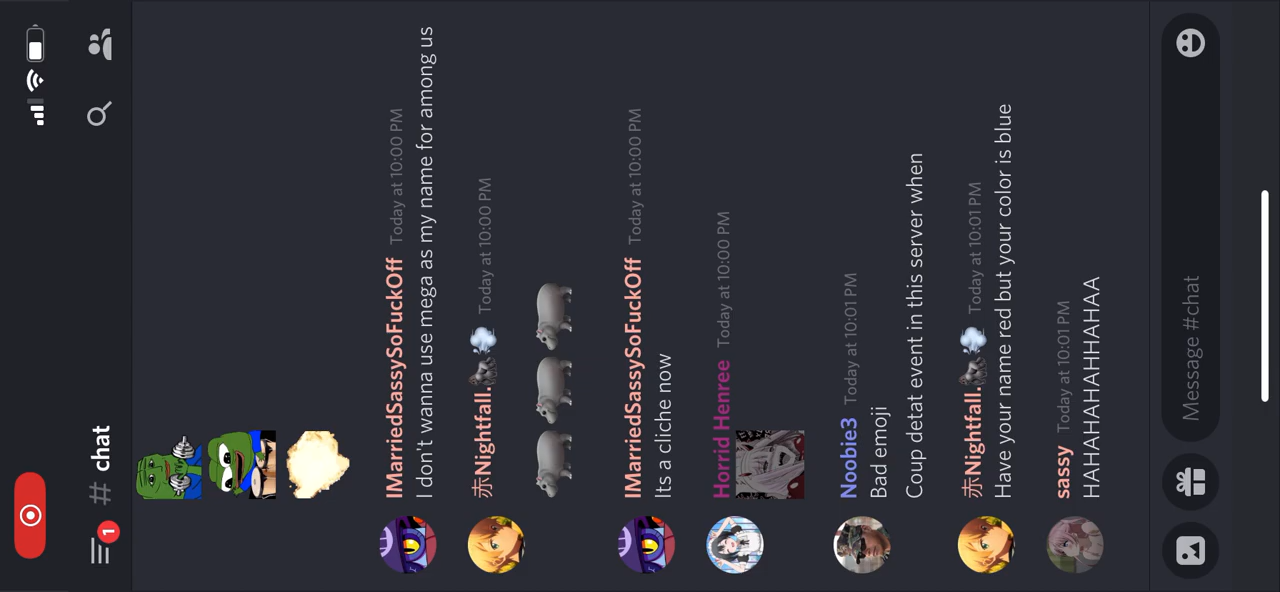 # chat
1
IMarriedSassySoFuckOff Today at 10:00 PM
I don't wanna use mega as my name for among us
赤Nightfall. Today at 10:00 PM
IMarriedSassySoFuckOff Today at 10:00 PM
Its a cliche now
Horrid Henree Today at 10:00 PM
Noobie3 Today at 10:01 PM
Bad emoji
Coup detat event in this server when
赤Nightfall. Today at 10:01 PM
Have your name red but your color is blue
sassy Today at 10:01 PM
HAHAHAHAHAHHAHAHAA
Message #chat